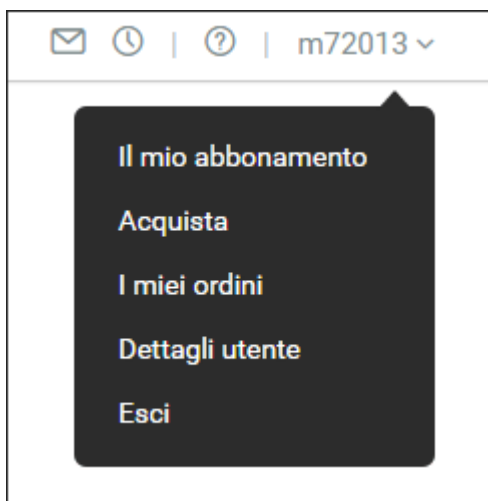 m72013
Il mio abbonamento
Acquista
I miei ordini
Dettagli utente
Esci